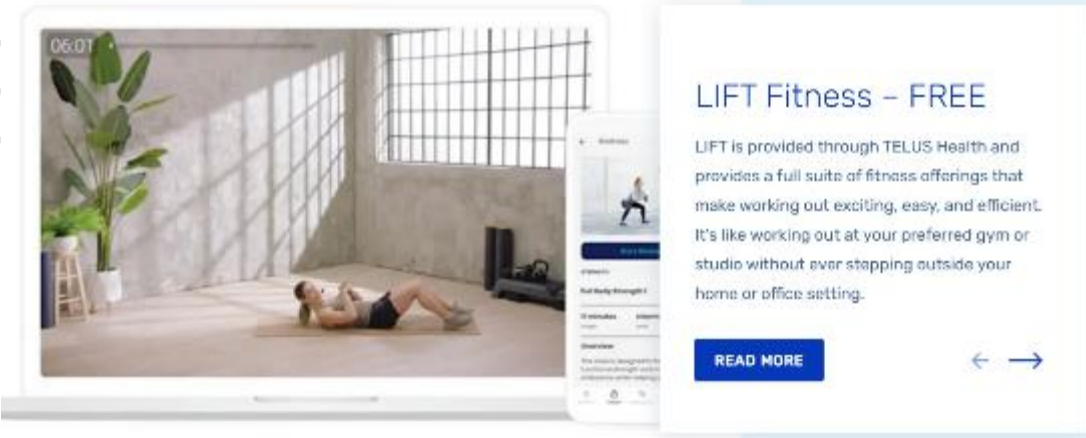 06:01
LIFT Fitness – FREE
LIFT is provided through TELUS Health and
provides a full suite of fitness offerings that
make working out exciting, easy, and efficient.
It's like working out at your preferred gym or
studio without ever stepping outside your
home or office setting.
READ MORE
Full Body Strength I
11 minutes
Overview